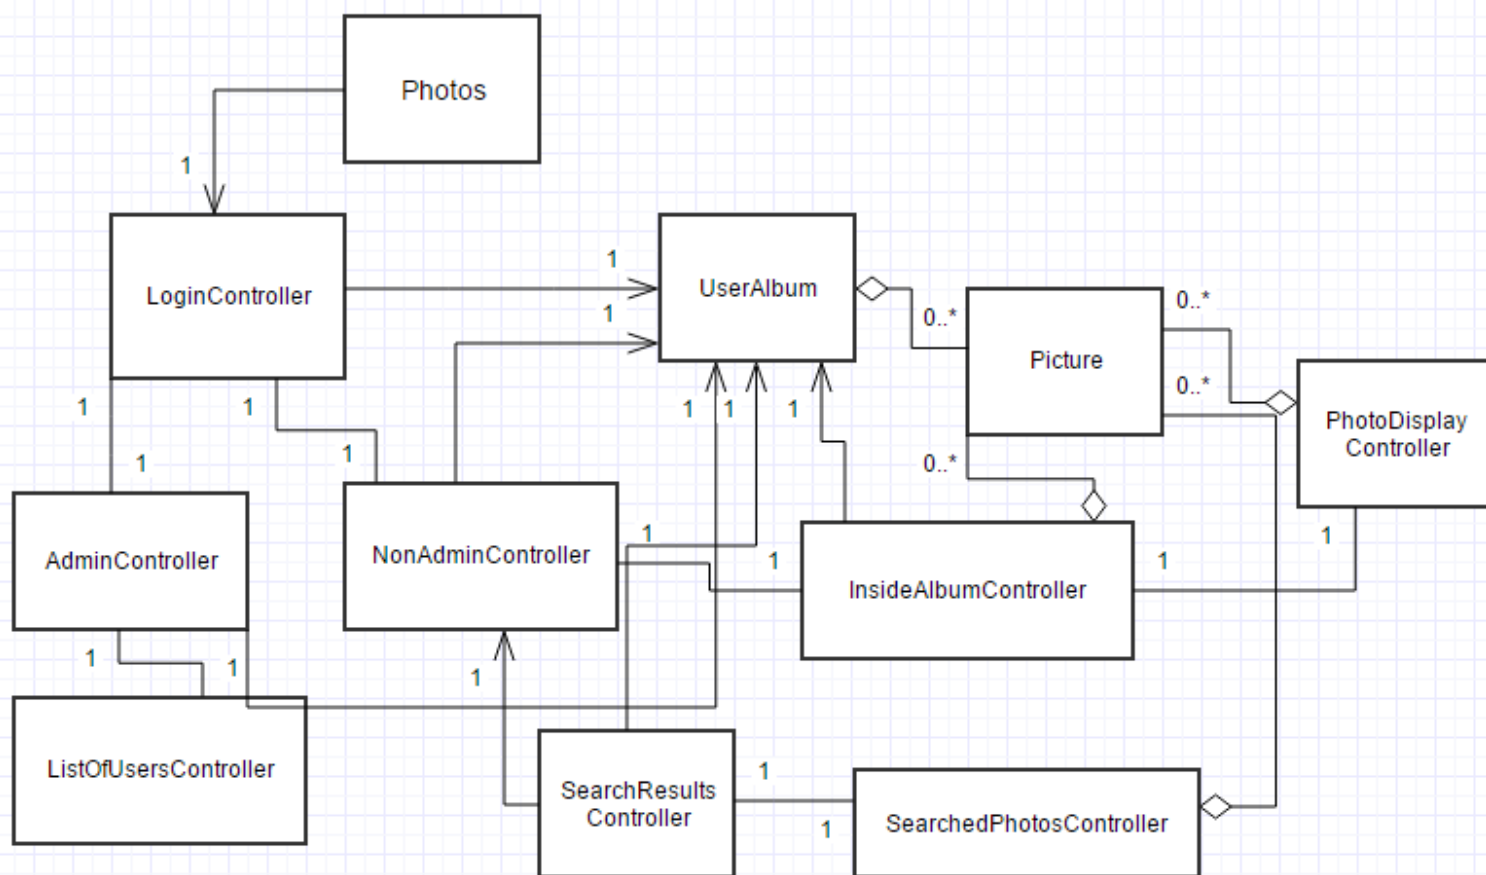 Photos
1
LoginController
1
UserAlbum
0..*
0..*
1
0..*
Picture
PhotoDisplay
Controller
1
1
1
1
1
1
1
0..*
AdminController
NonAdminController
1
1
InsideAlbumController
1
1
1
1
1
ListOfUsersController
SearchResults
Controller
1
1
SearchedPhotosController